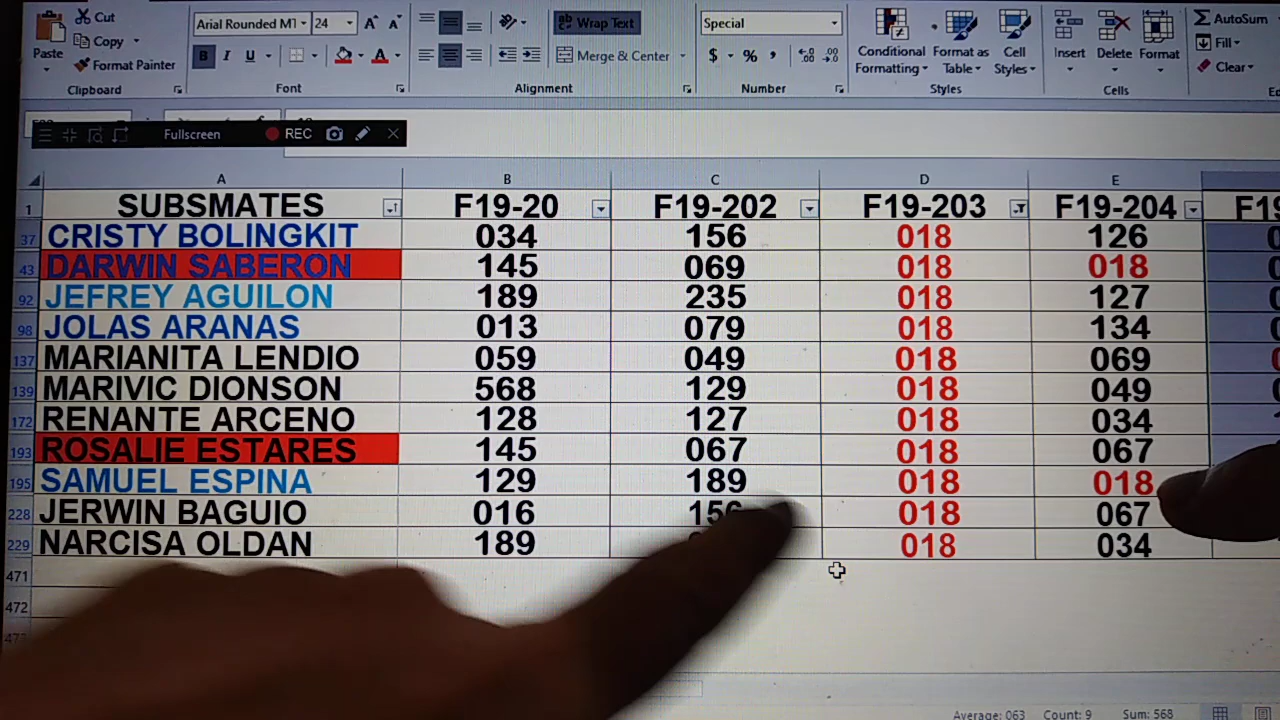 Cut
Copy
Paste
Format Painter
Clipboard
Arial Rounded MT 24
B I U
Font
Wrap Text
Merge & Center
Alignment
Special
$ % ,
Number
Conditional Formatting
Format as Table
Cell Styles
Styles
Insert Delete Format
Cells
AutoSum
Fill
Clear
Fullscreen REC
A B C D E
1 SUBSMATES F19-20 F19-202 F19-203 F19-204
37 CRISTY BOLINGKIT 034 156 018 126
43 DARWIN SABERON 145 069 018 018
92 JEFREY AGUILON 189 235 018 127
98 JOLAS ARANAS 013 079 018 134
137 MARIANITA LENDIO 059 049 018 069
139 MARIVIC DIONSON 568 129 018 049
172 RENANTE ARCENO 128 127 018 034
193 ROSALIE ESTARES 145 067 018 067
195 SAMUEL ESPINA 129 189 018 018
228 JERWIN BAGUIO 016 156 018 067
229 NARCISA OLDAN 189 018 034
471
472
Average: 063 Count: 9 Sum: 568